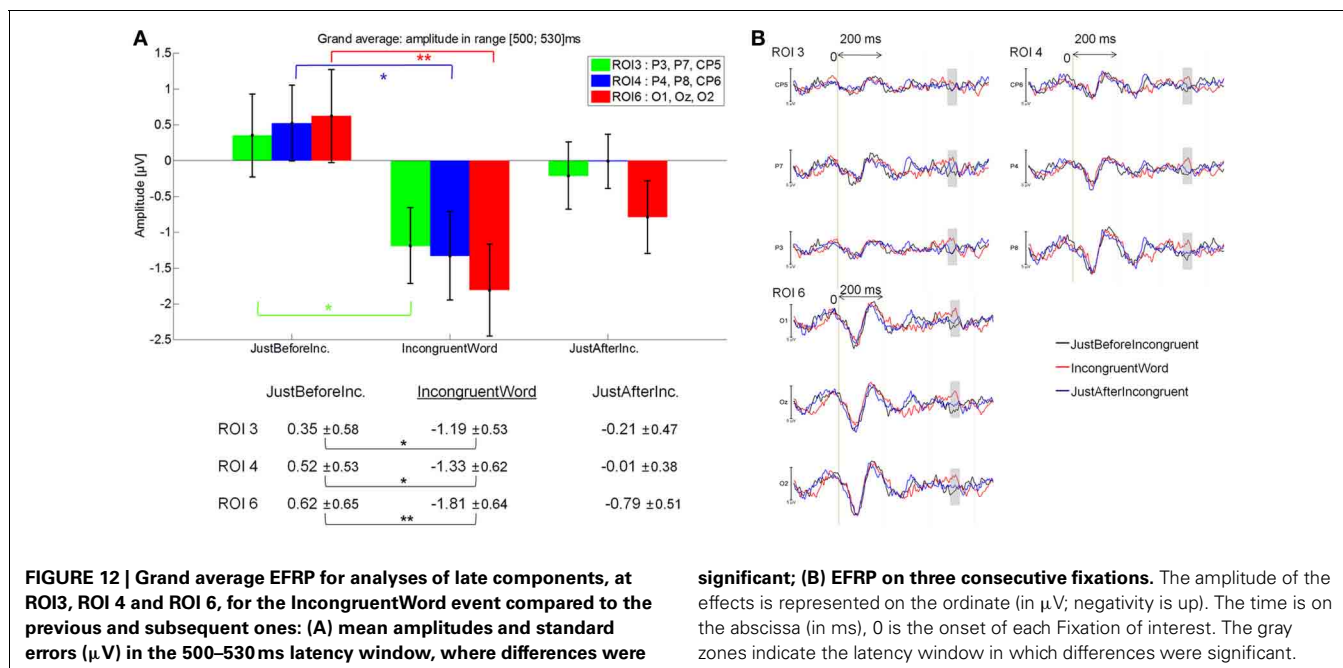 A
Grand average: amplitude in range [500; 530]ms
ROI3 : P3, P7, CP5
ROI4 : P4, P8, CP6
ROI6 : O1, Oz, O2
**
*
*
Amplitude [µV]
1.5
1
0.5
0
-0.5
-1
-1.5
-2
-2.5
JustBeforeInc. IncongruentWord JustAfterInc.
JustBeforeInc. IncongruentWord JustAfterInc.
ROI 3 0.35 ±0.58 -1.19 ±0.53 -0.21 ±0.47
*
ROI 4 0.52 ±0.53 -1.33 ±0.62 -0.01 ±0.38
*
ROI 6 0.62 ±0.65 -1.81 ±0.64 -0.79 ±0.51
**
B
ROI 3
200 ms
0
CP5
P7
P3
ROI 4
200 ms
0
CP6
P4
P8
ROI 6
200 ms
0
O1
Oz
O2
JustBeforeIncongruent
IncongruentWord
JustAfterIncongruent
FIGURE 12 | Grand average EFRP for analyses of late components, at
ROI3, ROI 4 and ROI 6, for the IncongruentWord event compared to the
previous and subsequent ones: (A) mean amplitudes and standard
errors (µV) in the 500–530 ms latency window, where differences were
significant; (B) EFRP on three consecutive fixations. The amplitude of the
effects is represented on the ordinate (in µV; negativity is up). The time is on
the abscissa (in ms), 0 is the onset of each Fixation of interest. The gray
zones indicate the latency window in which differences were significant.